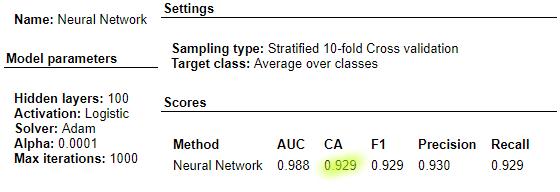 Name: Neural Network
Model parameters
Hidden layers: 100
Activation: Logistic
Solver: Adam
Alpha: 0.0001
Max iterations: 1000
Settings
Sampling type: Stratified 10-fold Cross validation
Target class: Average over classes
Scores
Method AUC CA F1 Precision Recall
Neural Network 0.988 0.929 0.929 0.930 0.929